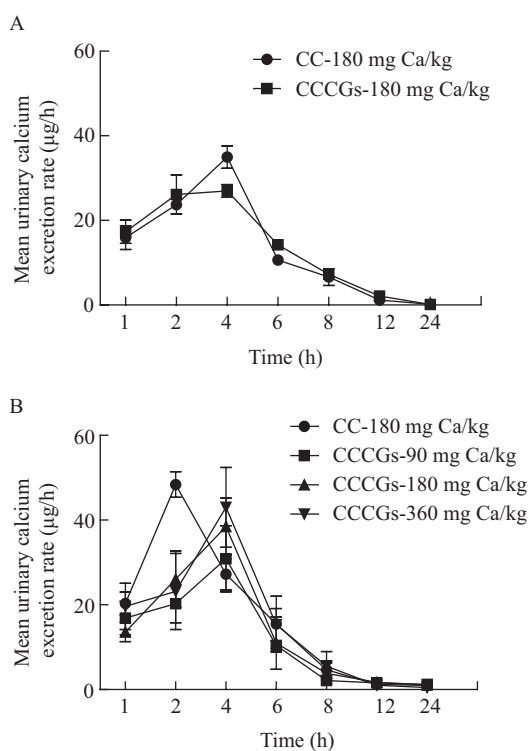 A
CC-180 mg Ca/kg
CCCGs-180 mg Ca/kg
Mean urinary calcium
excretion rate (μg/h)
60
40
20
0
1 2 4 6 8 12 24
Time (h)
B
CC-180 mg Ca/kg
CCCGs-90 mg Ca/kg
CCCGs-180 mg Ca/kg
CCCGs-360 mg Ca/kg
Mean urinary calcium
excretion rate (μg/h)
60
40
20
0
1 2 4 6 8 12 24
Time (h)